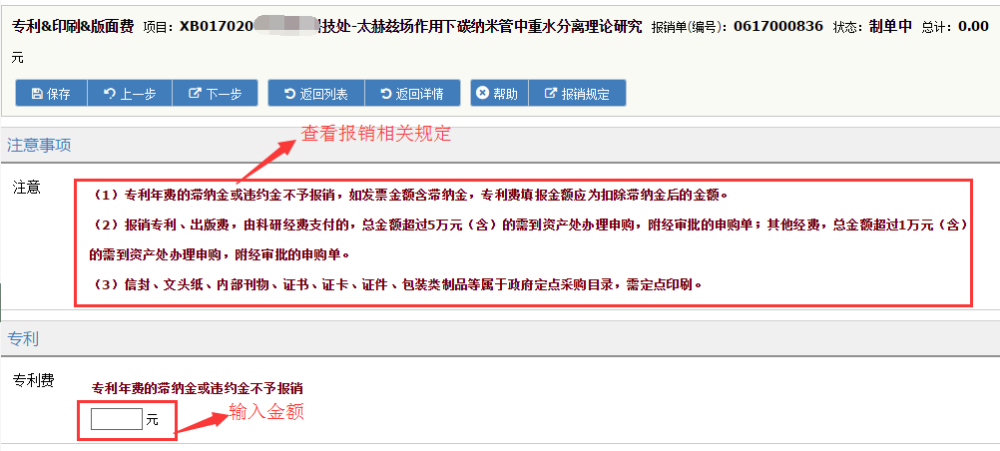 专利&印刷&版面费 项目：XB017020 技处-太赫兹场作用下碳纳米管中重水分离理论研究 报销单(编号)：0617000836 状态：制单中 总计：0.00
元
保存 上一步 下一步 返回列表 返回详情 帮助 报销规定
查看报销相关规定
注意事项
注意
（1）专利年费的滞纳金或违约金不予报销，如发票金额含滞纳金，专利费填报金额应为扣除滞纳金后的金额。
（2）报销专利、出版费，由科研经费支付的，总金额超过5万元（含）的需到资产处办理申购，附经审批的申购单；其他经费，总金额超过1万元（含）
的需到资产处办理申购，附经审批的申购单。
（3）信封、文头纸、内部刊物、证书、证卡、证件、包装类制品等属于政府定点采购目录，需定点印刷。
专利
专利费
专利年费的滞纳金或违约金不予报销
元
输入金额